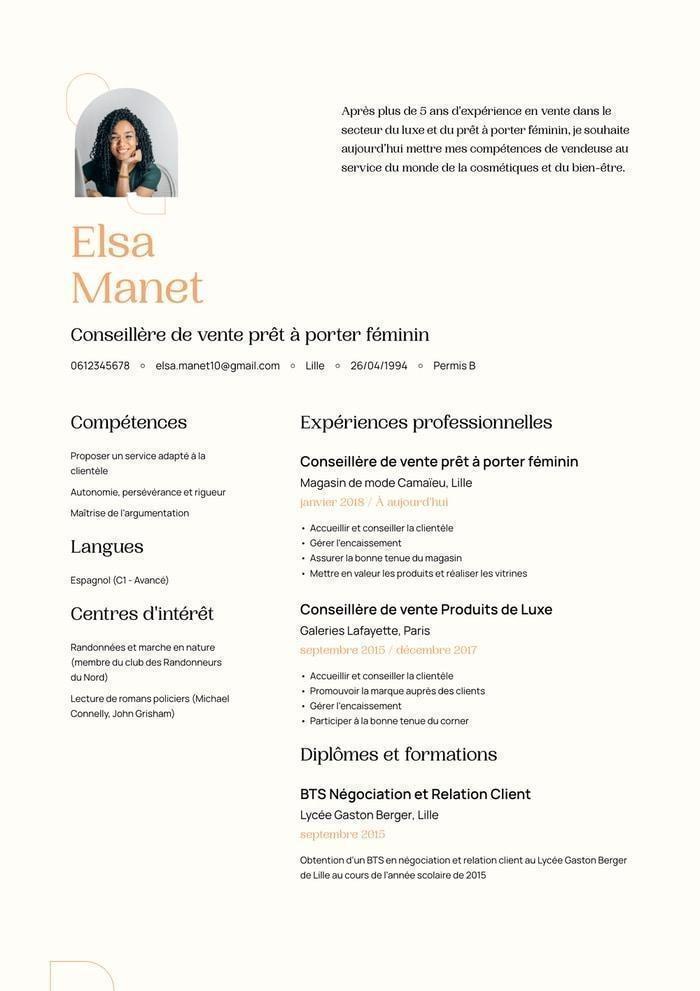 Après plus de 5 ans d'expérience en vente dans le
secteur du luxe et du prêt à porter féminin, je souhaite
aujourd'hui mettre mes compétences de vendeuse au
service du monde de la cosmétiques et du bien-être.
Elsa
Manet
Conseillère de vente prêt à porter féminin
0612345678 ○ elsa.manet10@gmail.com ○ Lille ○ 26/04/1994 ○ Permis B
Compétences
Proposer un service adapté à la
clientèle
Autonomie, persévérance et rigueur
Maîtrise de l'argumentation
Langues
Espagnol (C1 - Avancé)
Centres d'intérêt
Randonnées et marche en nature
(membre du club des Randonneurs
du Nord)
Lecture de romans policiers (Michael
Connelly, John Grisham)
Expériences professionnelles
Conseillère de vente prêt à porter féminin
Magasin de mode Camaïeu, Lille
janvier 2018 / À aujourd'hui
• Accueillir et conseiller la clientèle
• Gérer l'encaissement
• Assurer la bonne tenue du magasin
• Mettre en valeur les produits et réaliser les vitrines
Conseillère de vente Produits de Luxe
Galeries Lafayette, Paris
septembre 2015 / décembre 2017
• Accueillir et conseiller la clientèle
• Promouvoir la marque auprès des clients
• Gérer l'encaissement
• Participer à la bonne tenue du corner
Diplômes et formations
BTS Négociation et Relation Client
Lycée Gaston Berger, Lille
septembre 2015
Obtention d'un BTS en négociation et relation client au Lycée Gaston Berger
de Lille au cours de l'année scolaire de 2015